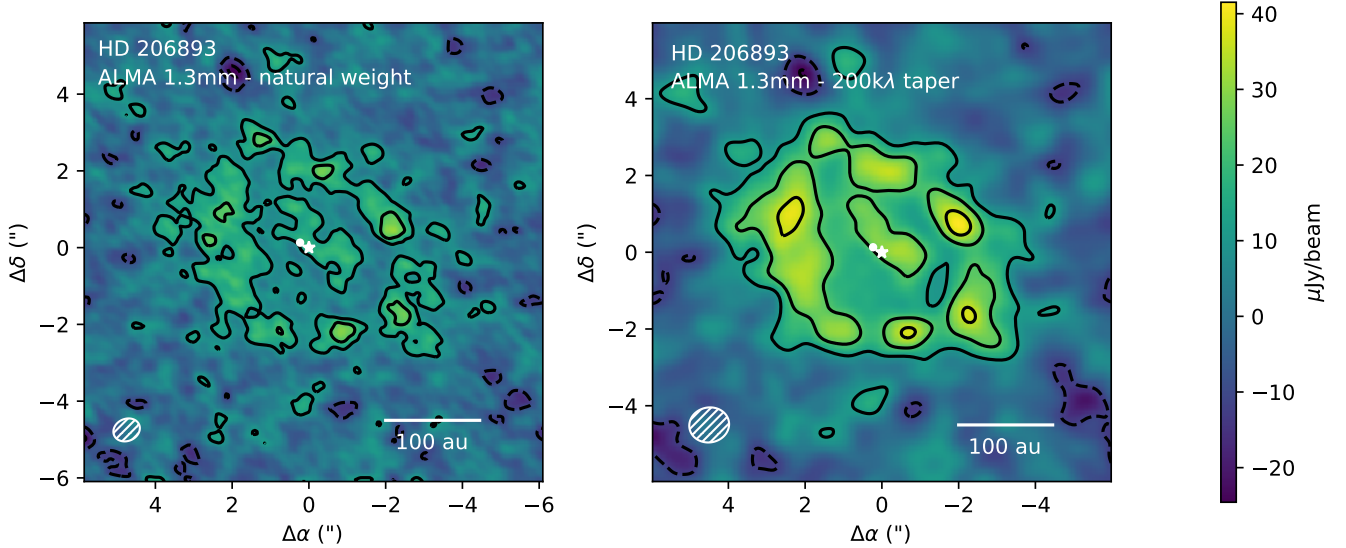 HD 206893
ALMA 1.3mm - natural weight
100 au
4
2
0
−2
−4
−6
Δδ (")
4
2
0
−2
−4
−6
Δα (")
HD 206893
ALMA 1.3mm - 200kλ taper
100 au
4
2
0
−2
−4
Δδ (")
4
2
0
−2
−4
Δα (")
40
30
20
10
0
−10
−20
μJy/beam